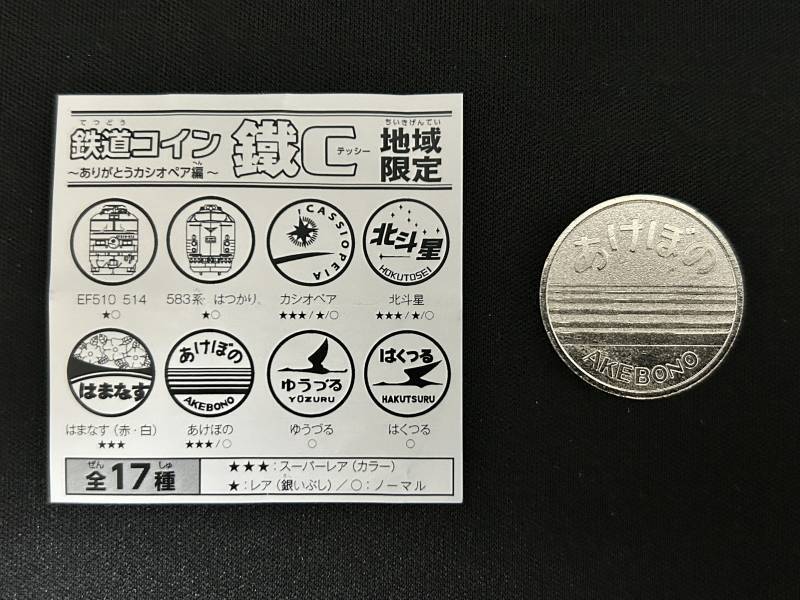 てつどう
鉄道コイン
へん
～ありがとうカシオペア編～
鐵C
テッシー
ちいきげんてい
地域
限定
CASSIOPEIA
北斗星
HOKUTOSEI
EF510 514
★○
583系 はつかり
★○
カシオペア
★★★/★/○
北斗星
★★★/★/○
はまなす
あけぼの
AKEBONO
ゆうづる
YŪZURU
はくつる
HAKUTSURU
はまなす（赤・白）
★★★
あけぼの
★★★/○
ゆうづる
○
はくつる
○
ぜん しゅ
全17種
★★★：スーパーレア（カラー）
★：レア（銀いぶし）／○：ノーマル
あけぼの
AKEBONO